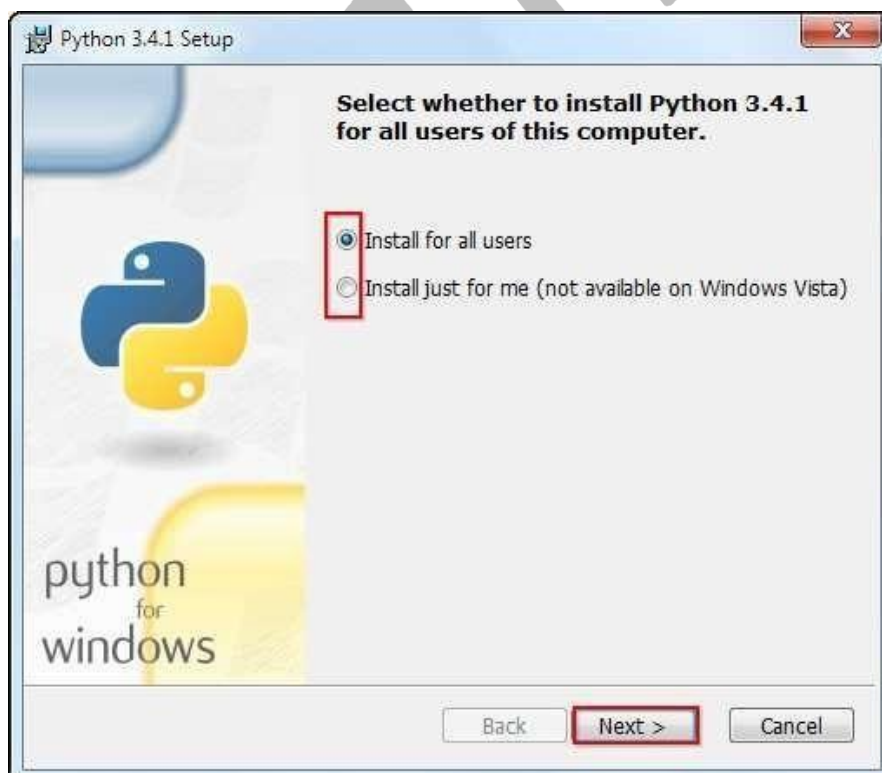 Python 3.4.1 Setup
Select whether to install Python 3.4.1
for all users of this computer.
Install for all users
Install just for me (not available on Windows Vista)
python
for
windows
Back
Next >
Cancel